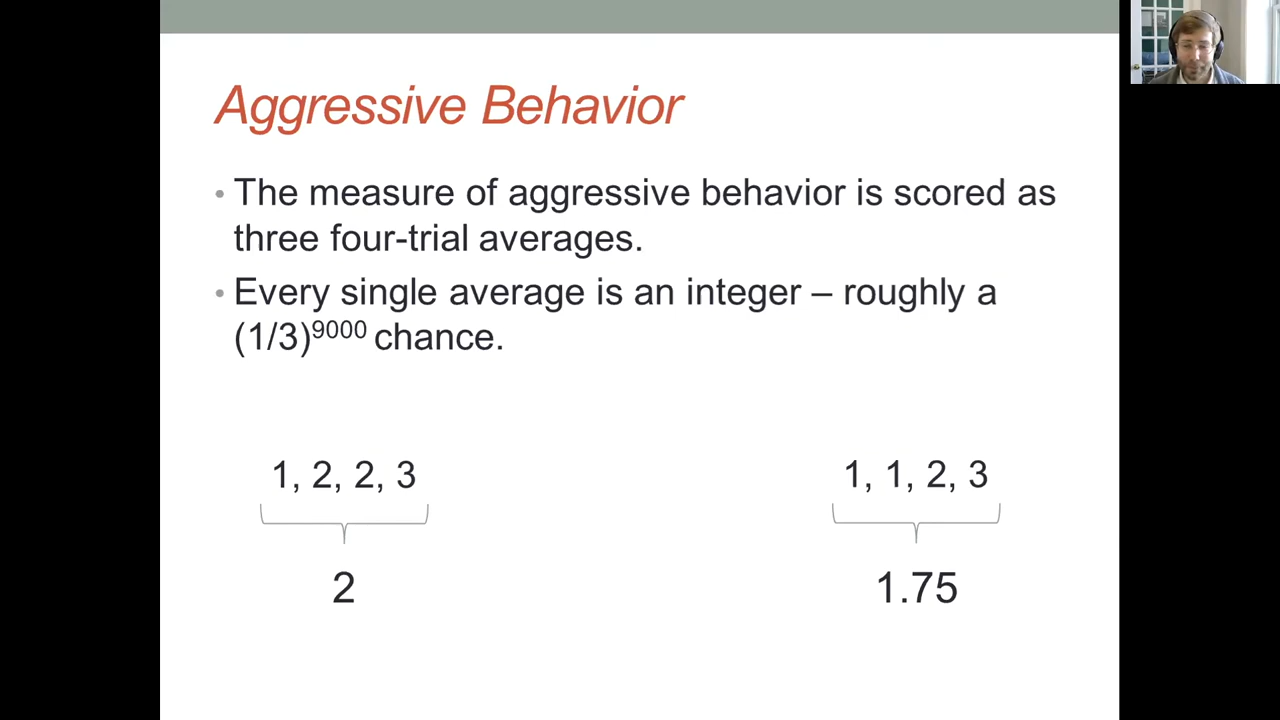 Aggressive Behavior
• The measure of aggressive behavior is scored as
three four-trial averages.
• Every single average is an integer – roughly a
(1/3)⁹⁰⁰⁰ chance.
1, 2, 2, 3
1, 1, 2, 3
2
1.75